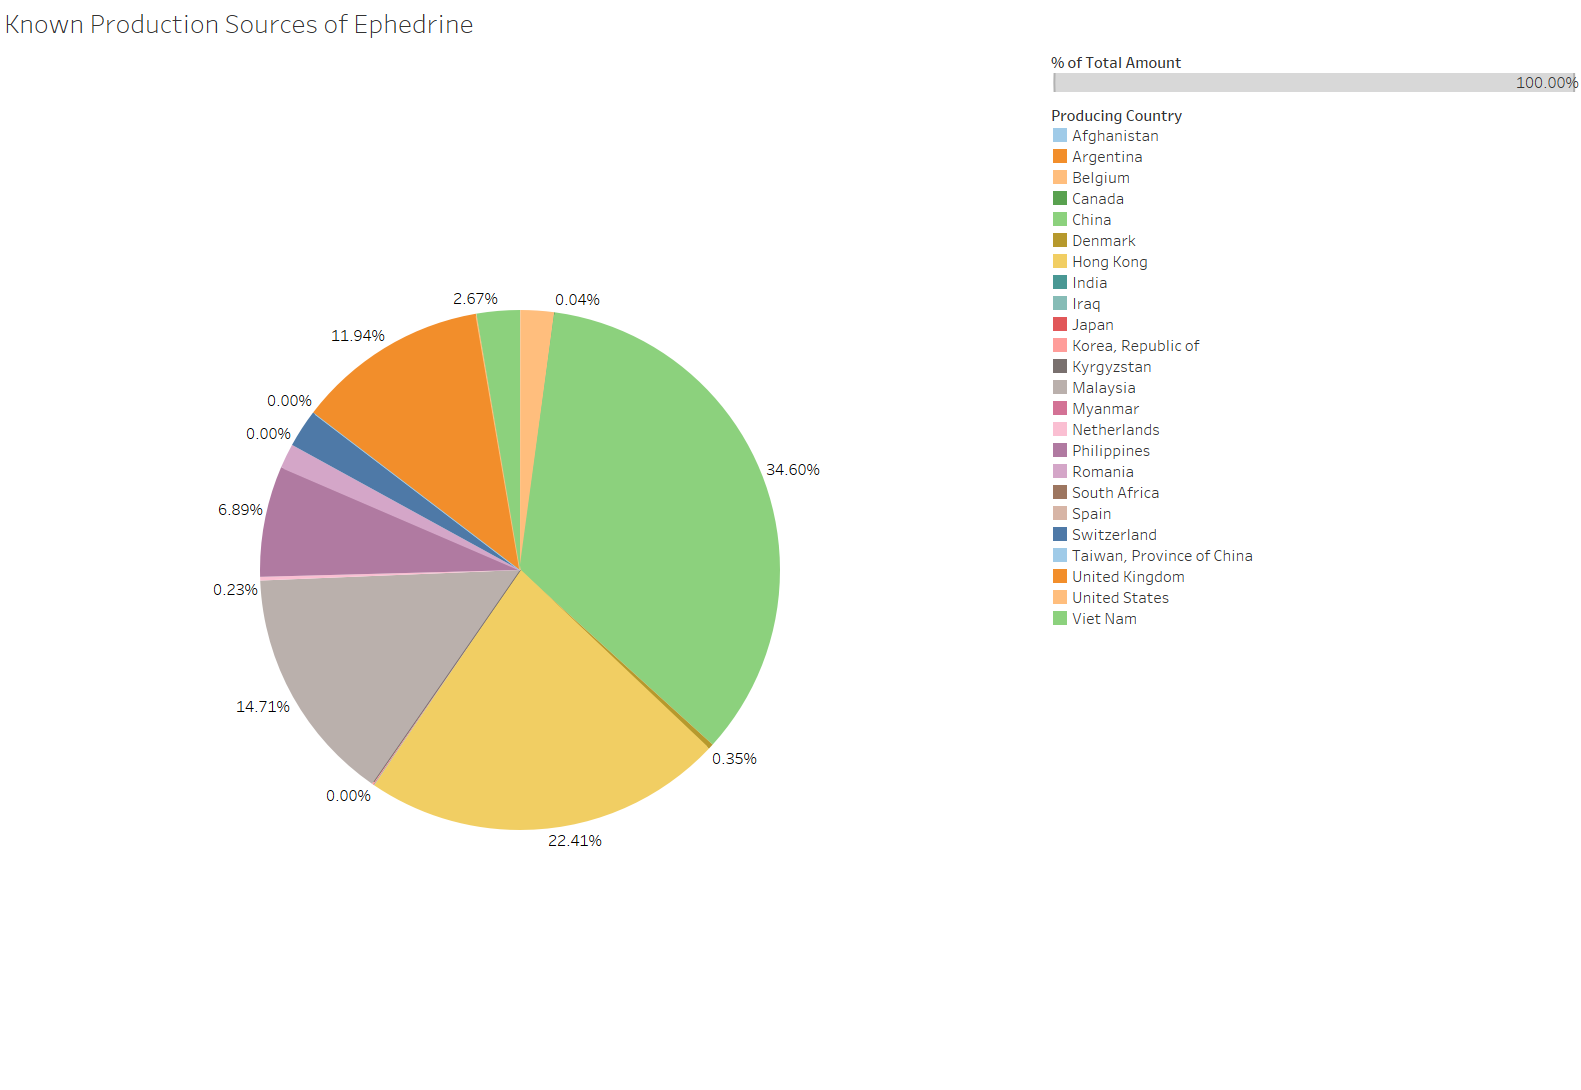 Known Production Sources of Ephedrine
% of Total Amount
100.00%
Producing Country
Afghanistan
Argentina
Belgium
Canada
China
Denmark
Hong Kong
India
Iraq
Japan
Korea, Republic of
Kyrgyzstan
Malaysia
Myanmar
Netherlands
Philippines
Romania
South Africa
Spain
Switzerland
Taiwan, Province of China
United Kingdom
United States
Viet Nam
2.67%
0.04%
11.94%
0.00%
0.00%
34.60%
6.89%
0.23%
14.71%
0.35%
0.00%
22.41%